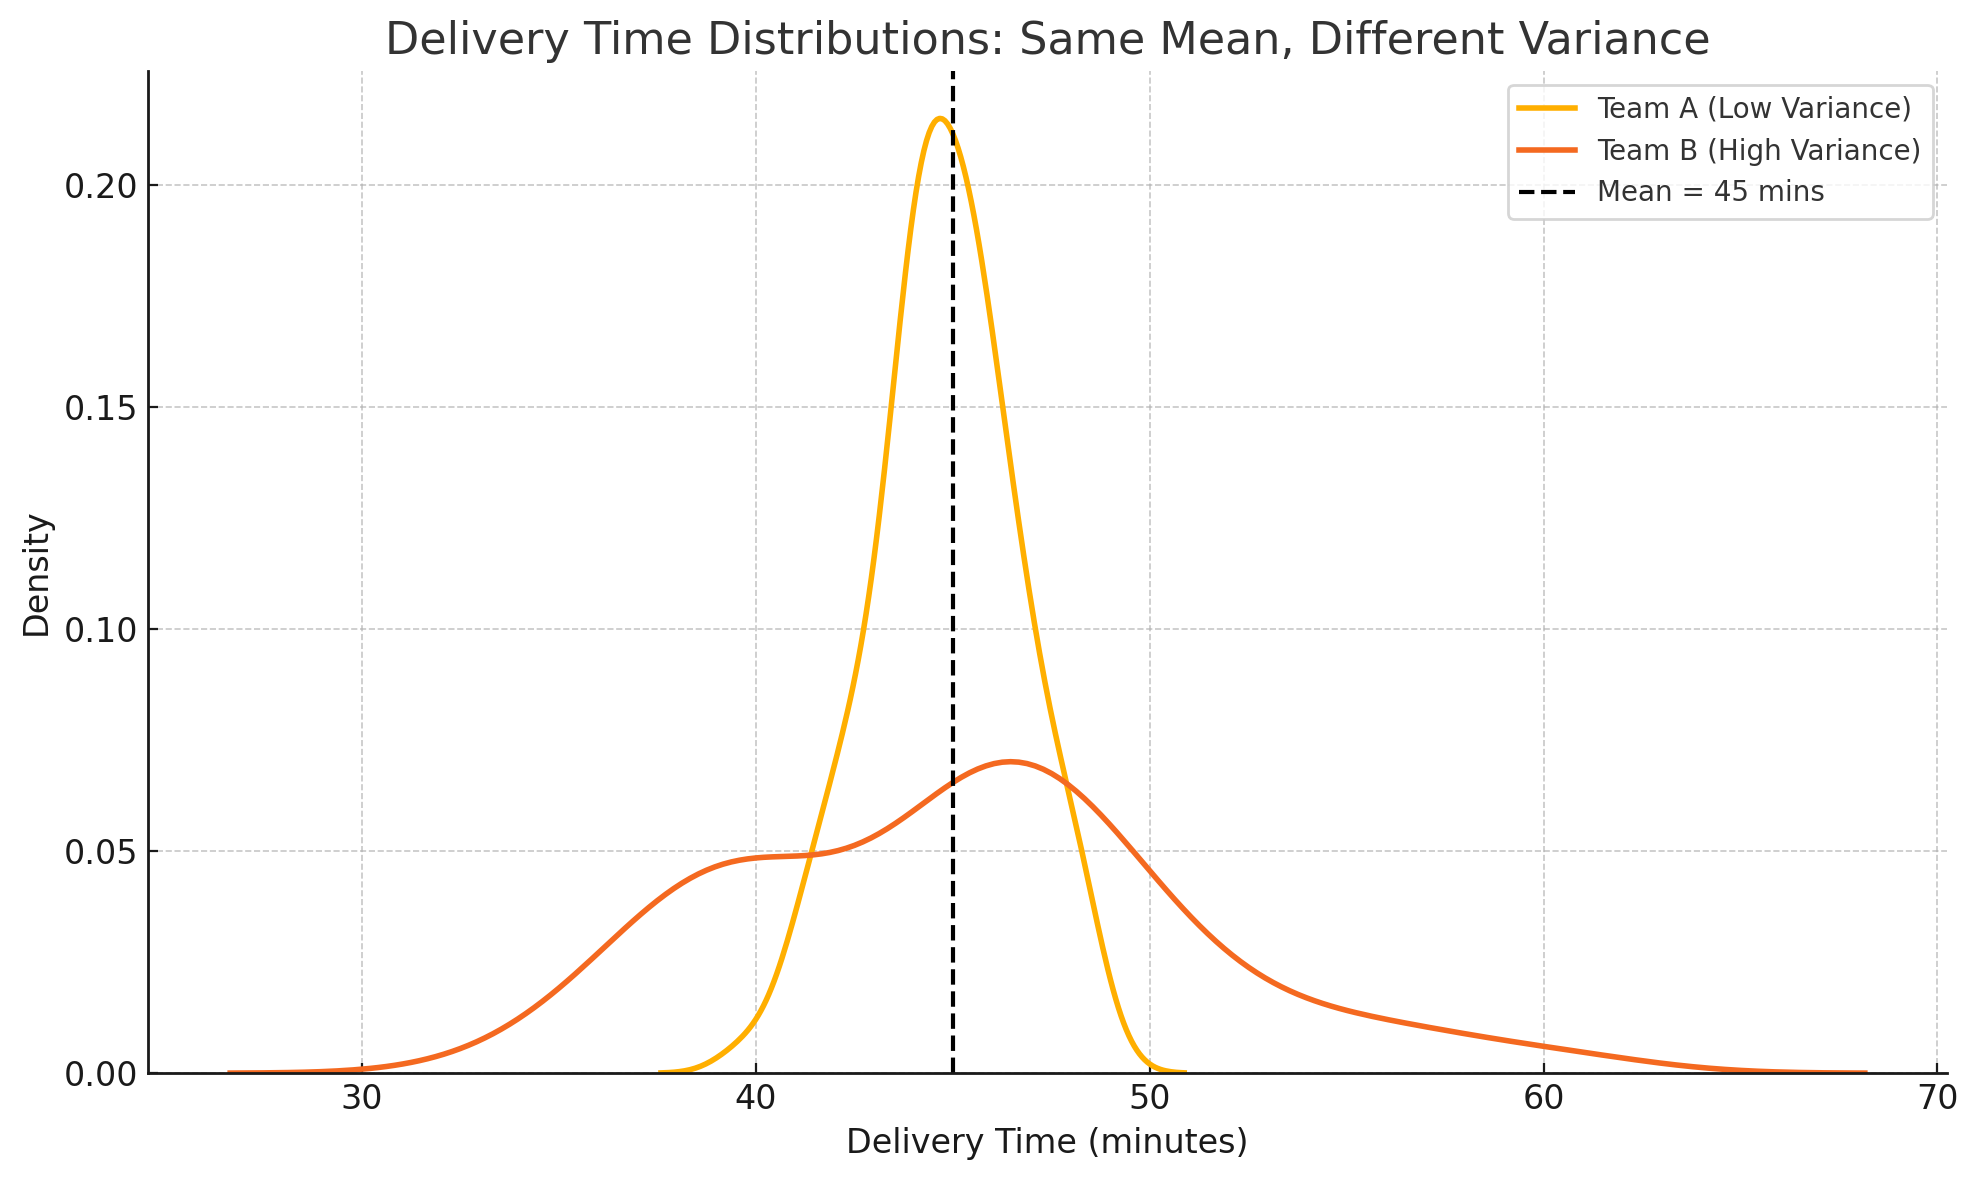 Delivery Time Distributions: Same Mean, Different Variance
Team A (Low Variance)
Team B (High Variance)
Mean = 45 mins
Density
0.20
0.15
0.10
0.05
0.00
30 40 50 60 70
Delivery Time (minutes)